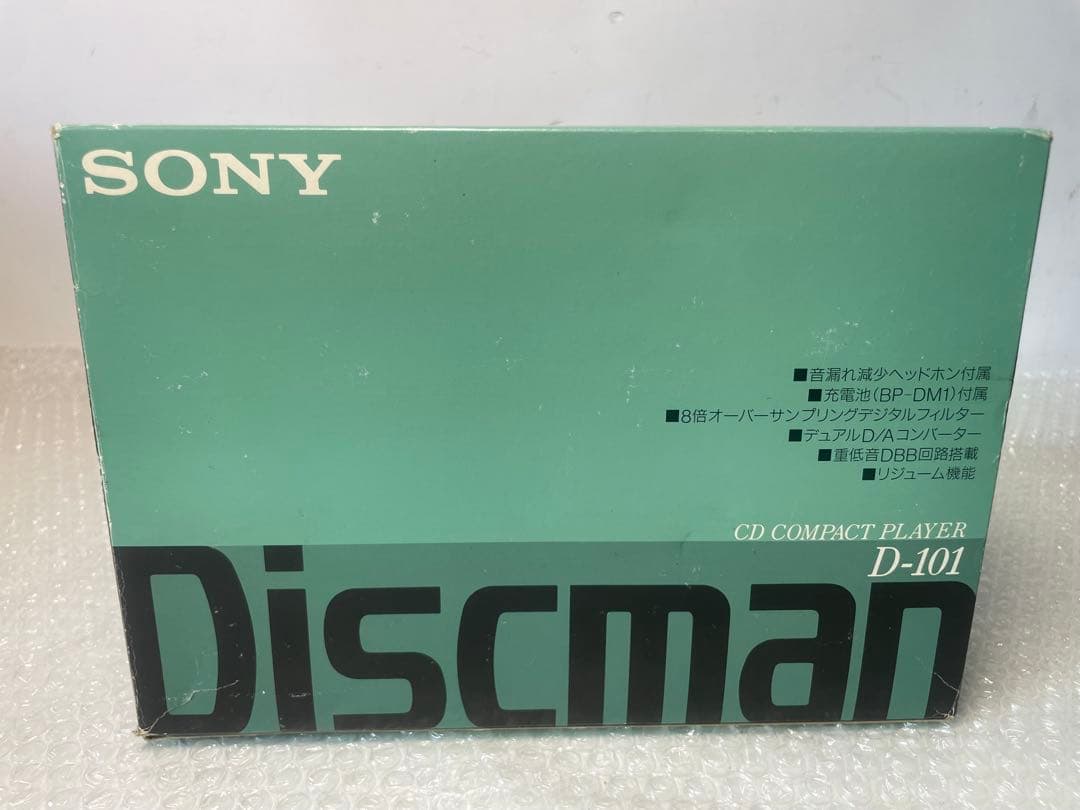 SONY
■音漏れ減少ヘッドホン付属
■充電池(BP-DM1)付属
■8倍オーバーサンプリングデジタルフィルター
■デュアルD/Aコンバーター
■重低音DBB回路搭載
■リジューム機能
CD COMPACT PLAYER
D-101
Discman